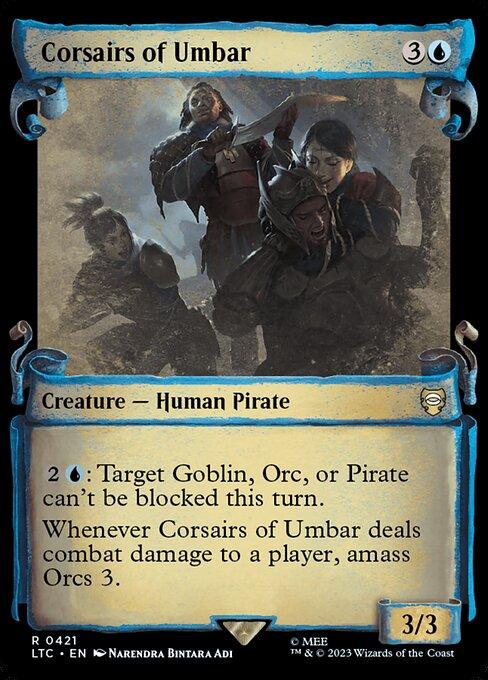 Corsairs of Umbar 3
Creature — Human Pirate
2 : Target Goblin, Orc, or Pirate
can't be blocked this turn.
Whenever Corsairs of Umbar deals
combat damage to a player, amass
Orcs 3.
3/3
R 0421
LTC • EN Narendra Bintara Adi
© MEE
™ & © 2023 Wizards of the Coast